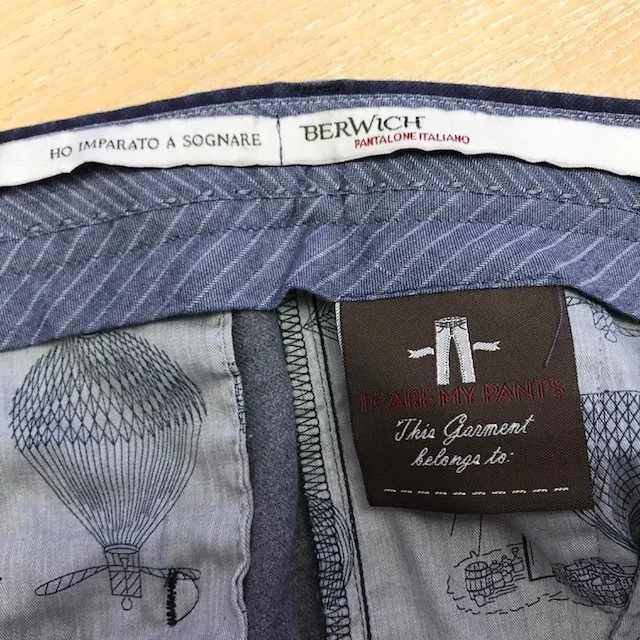 HO IMPARATO A SOGNARE
BERWICH
PANTALONE ITALIANO
I CARE MY PANTS
This Garment
belongs to: